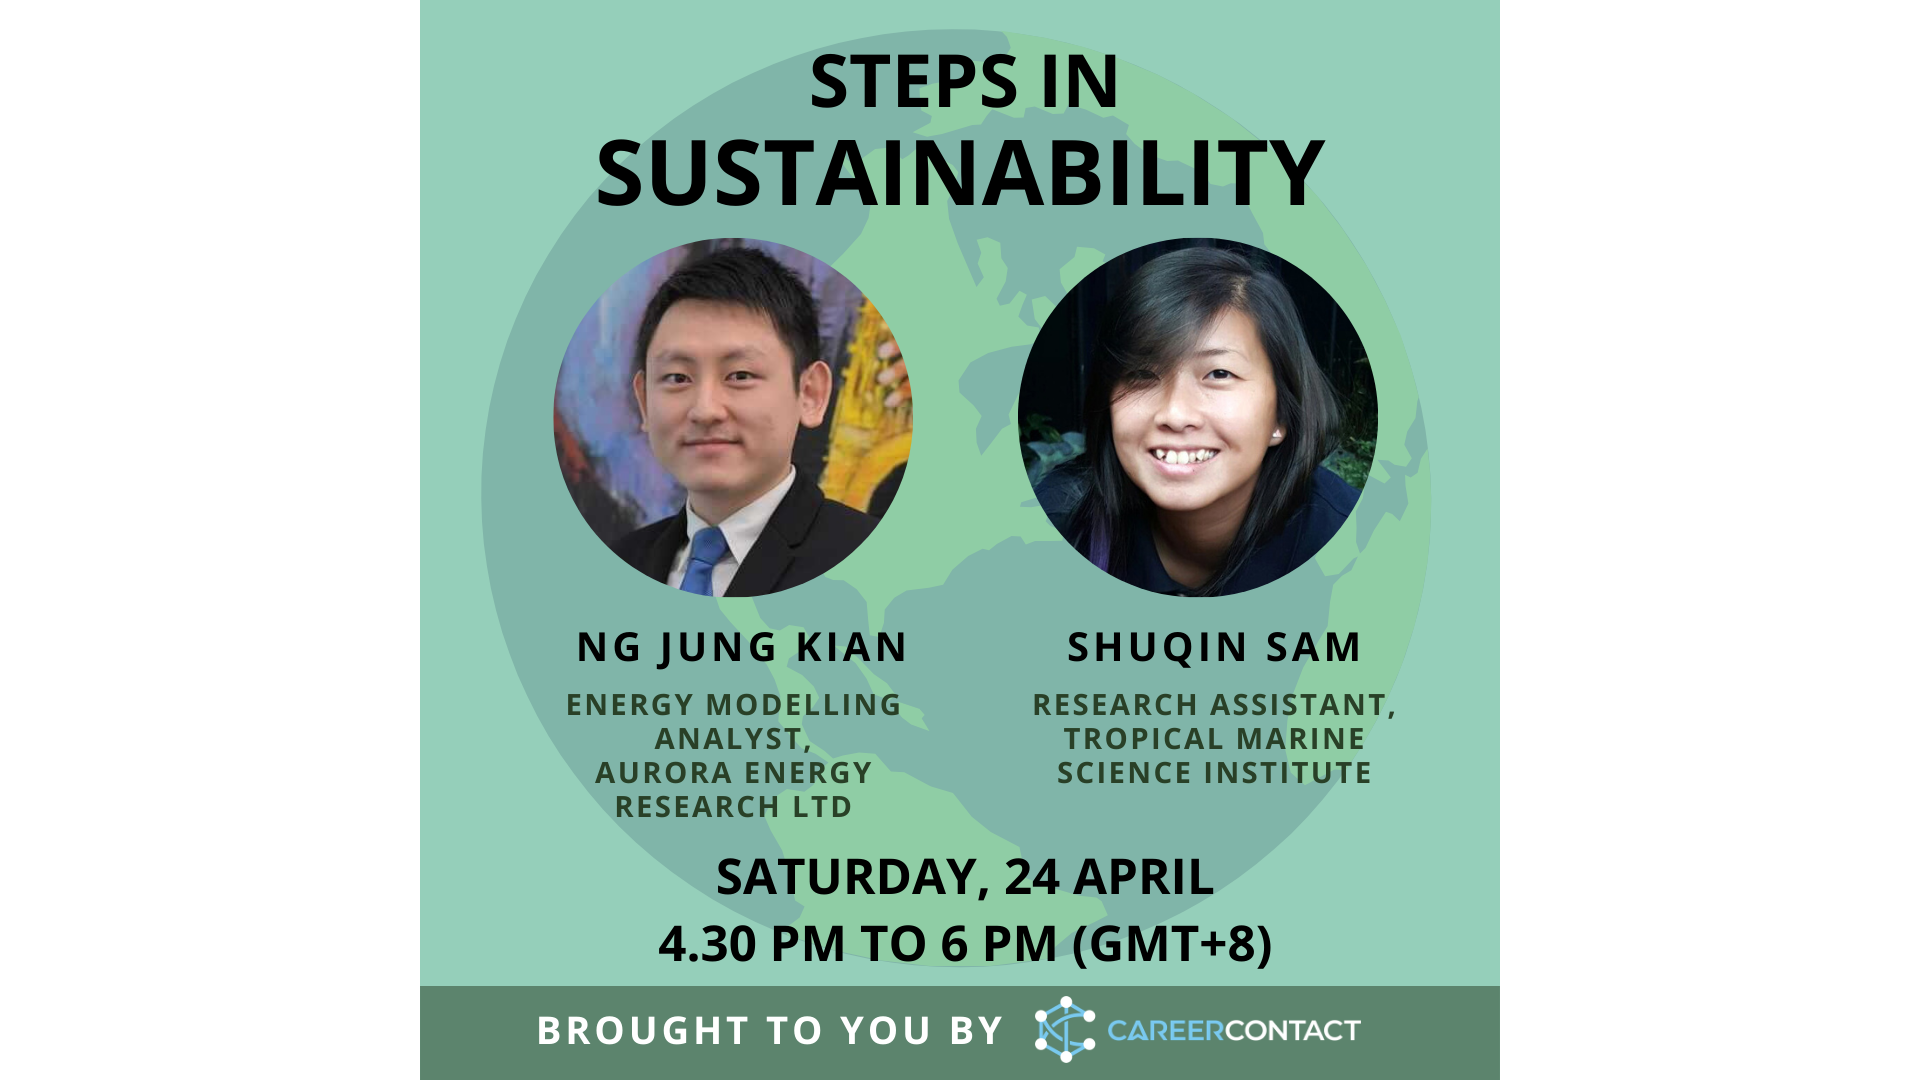 STEPS IN
SUSTAINABILITY
NG JUNG KIAN
ENERGY MODELLING
ANALYST,
AURORA ENERGY
RESEARCH LTD
SHUQIN SAM
RESEARCH ASSISTANT,
TROPICAL MARINE
SCIENCE INSTITUTE
SATURDAY, 24 APRIL
4.30 PM TO 6 PM (GMT+8)
BROUGHT TO YOU BY CAREERCONTACT